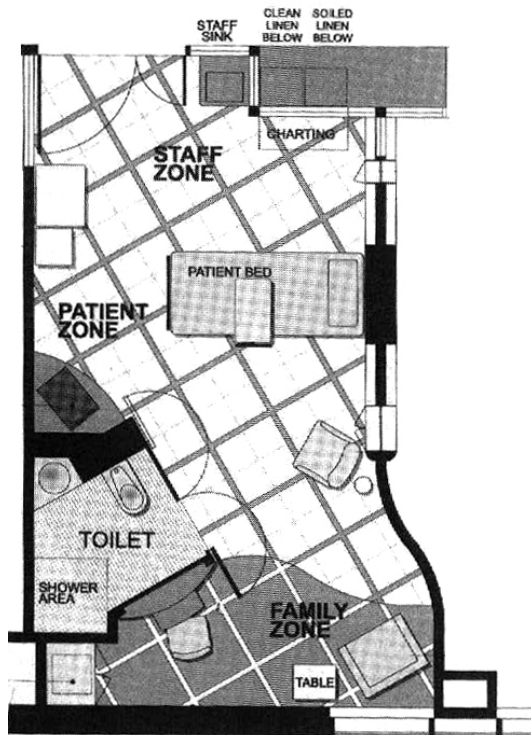 STAFF
SINK
CLEAN
LINEN
BELOW
SOILED
LINEN
BELOW
CHARTING
STAFF
ZONE
PATIENT BED
PATIENT
ZONE
TOILET
SHOWER
AREA
FAMILY
ZONE
TABLE